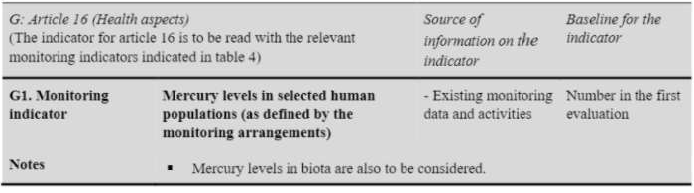 G: Article 16 (Health aspects)
(The indicator for article 16 is to be read with the relevant
monitoring indicators indicated in table 4)
Source of
information on the
indicator
Baseline for the
indicator
G1. Monitoring
indicator
Mercury levels in selected human
populations (as defined by the
monitoring arrangements)
- Existing monitoring
data and activities
Number in the first
evaluation
Notes
▪ Mercury levels in biota are also to be considered.